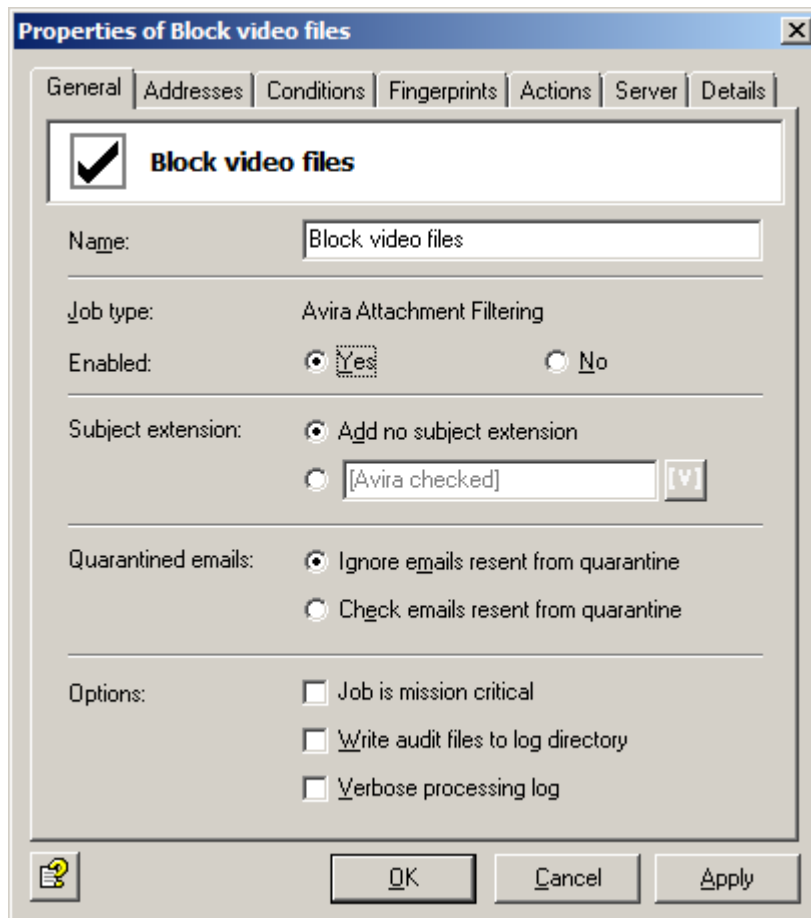 Properties of Block video files
General Addresses Conditions Fingerprints Actions Server Details
Block video files
Name: Block video files
Job type: Avira Attachment Filtering
Enabled: Yes No
Subject extension: Add no subject extension
[Avira checked] [V]
Quarantined emails: Ignore emails resent from quarantine
Check emails resent from quarantine
Options: Job is mission critical
Write audit files to log directory
Verbose processing log
OK Cancel Apply